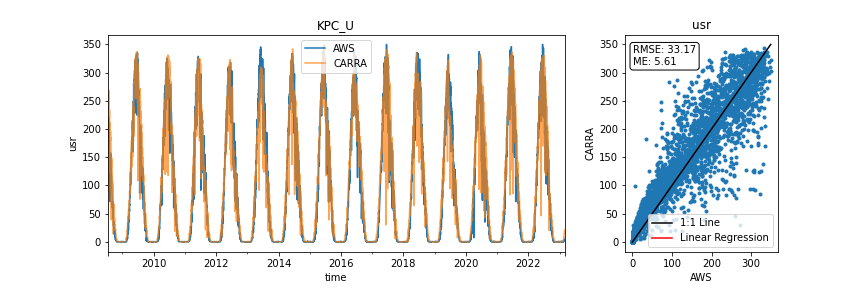 KPC_U
usr
350
300
250
200
150
100
50
0
AWS
CARRA
2010
2012
2014
2016
2018
2020
2022
time
usr
CARRA
350
300
250
200
150
100
50
0
RMSE: 33.17
ME: 5.61
1:1 Line
Linear Regression
0
100
200
300
AWS
usr